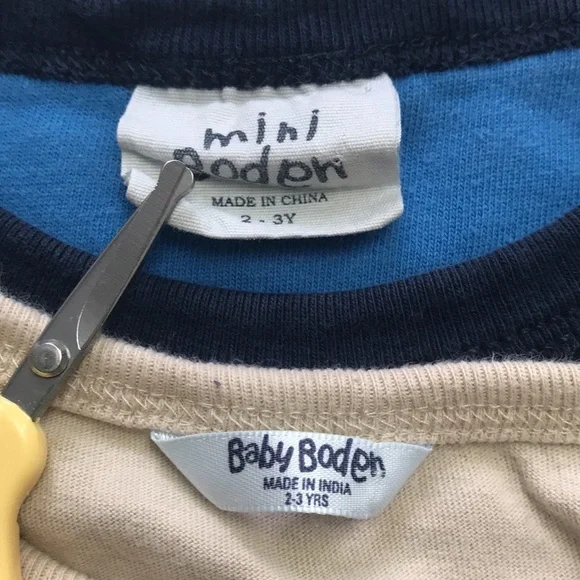 mini
Boden
MADE IN CHINA
2 - 3Y
Baby Boden
MADE IN INDIA
2-3 YRS